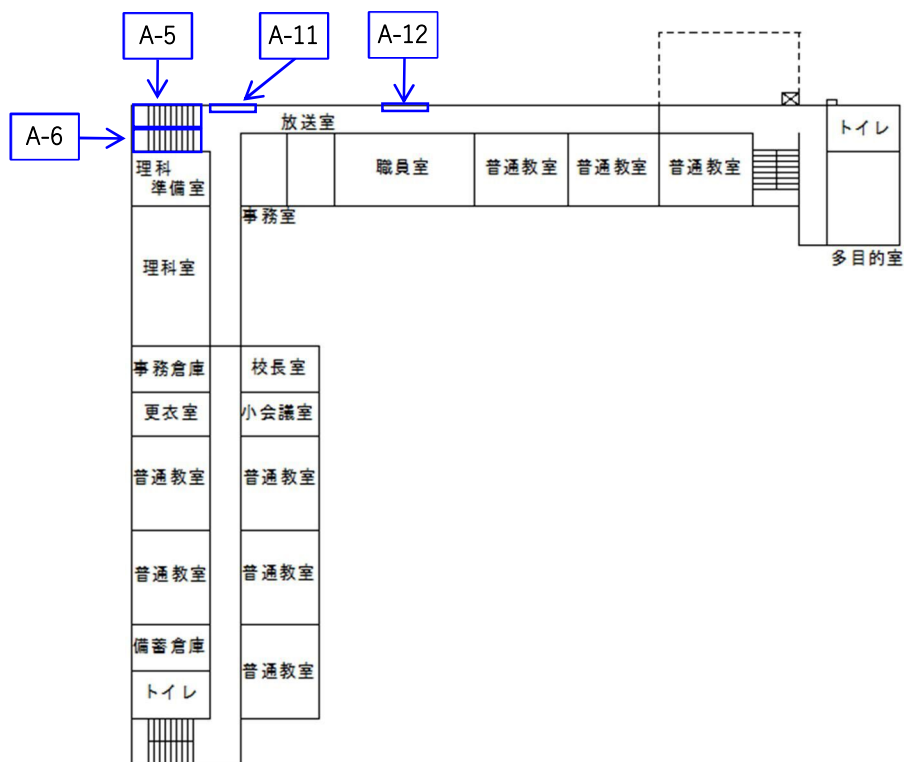 A-5
A-11
A-12
A-6
放送室
トイレ
理科
準備室
職員室
普通教室
普通教室
普通教室
事務室
多目的室
理科室
事務倉庫
校長室
更衣室
小会議室
普通教室
普通教室
普通教室
普通教室
備蓄倉庫
普通教室
トイレ